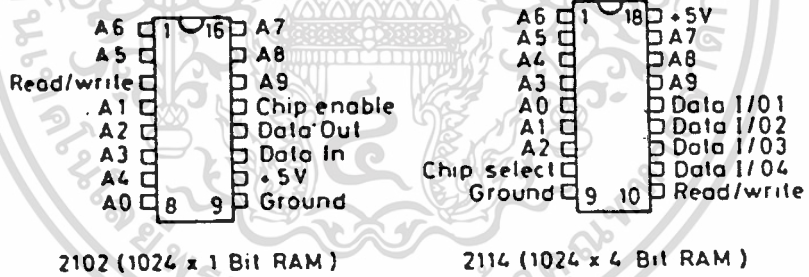 A6 1 16 A7
A5 A8
Read/write A9
A1 Chip enable
A2 Data Out
A3 Data In
A4 +5V
A0 8 9 Ground
2102 (1024 x 1 Bit RAM)
A6 1 18 +5V
A5 A7
A4 A8
A3 A9
A0 Data I/O1
A1 Data I/O2
A2 Data I/O3
Chip select Data I/O4
Ground 9 10 Read/write
2114 (1024 x 4 Bit RAM)